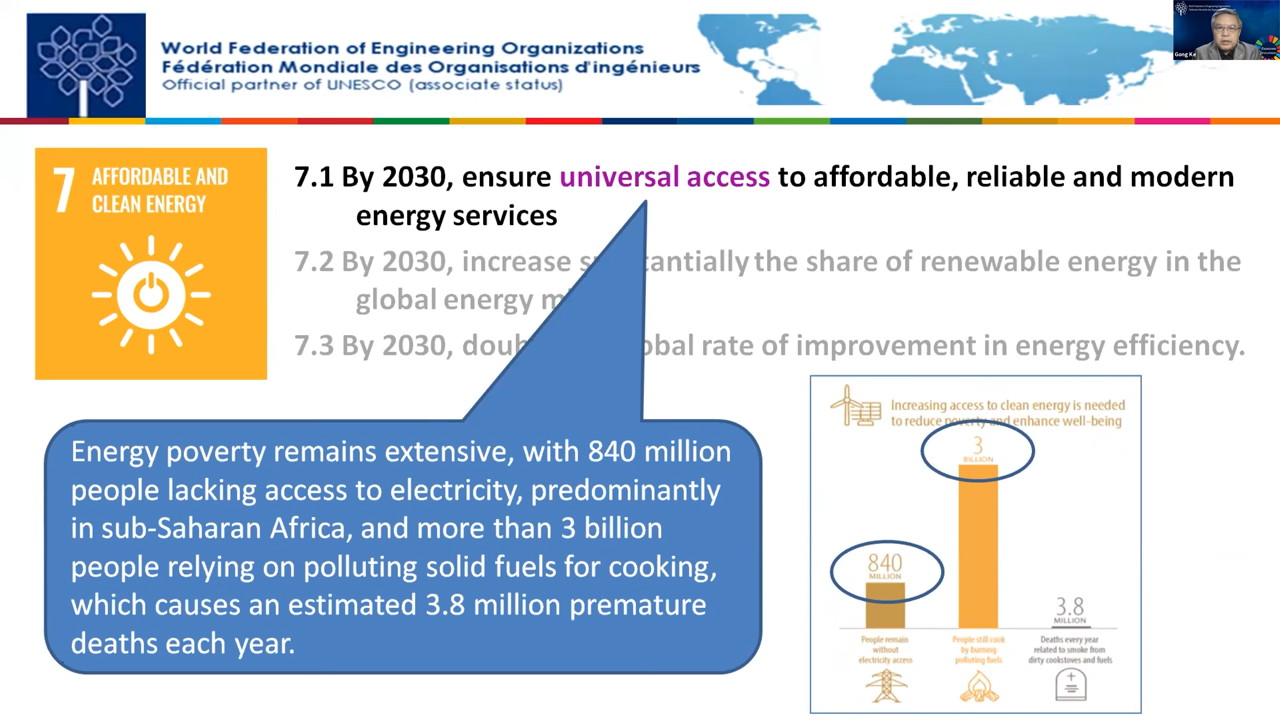 World Federation of Engineering Organizations
Fédération Mondiale des Organisations d'ingénieurs
Official partner of UNESCO (associate status)
Gong Ke
7 AFFORDABLE AND
CLEAN ENERGY
7.1 By 2030, ensure universal access to affordable, reliable and modern
energy services
7.2 By 2030, increase s tantially the share of renewable energy in the
global energy m
7.3 By 2030, doub obal rate of improvement in energy efficiency.
Energy poverty remains extensive, with 840 million
people lacking access to electricity, predominantly
in sub-Saharan Africa, and more than 3 billion
people relying on polluting solid fuels for cooking,
which causes an estimated 3.8 million premature
deaths each year.
Increasing access to clean energy is needed
to reduce poverty and enhance well-being
3
BILLION
840
MILLION
3.8
MILLION
People remain
without
electricity access
People still cook
by burning
polluting fuels
Deaths every year
related to smoke from
dirty cookstoves and fuels